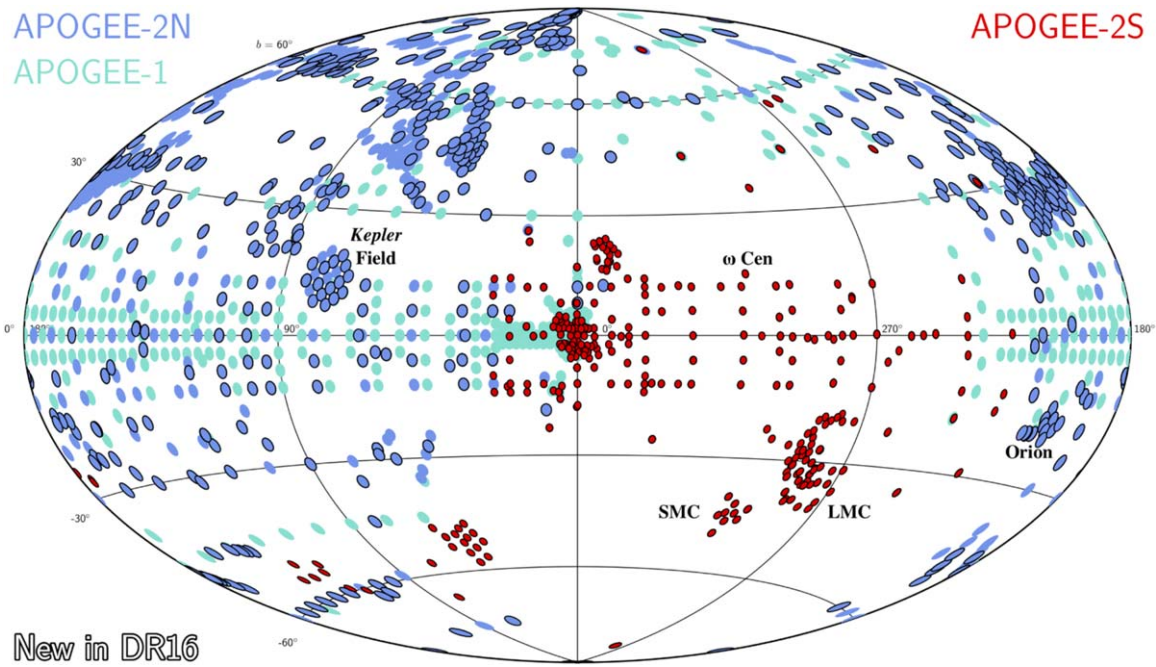 APOGEE-2N
APOGEE-1
APOGEE-2S
b = 60°
30°
Kepler
Field
ω Cen
0°
180°
90°
0°
270°
180°
Orion
SMC
LMC
-30°
-60°
New in DR16